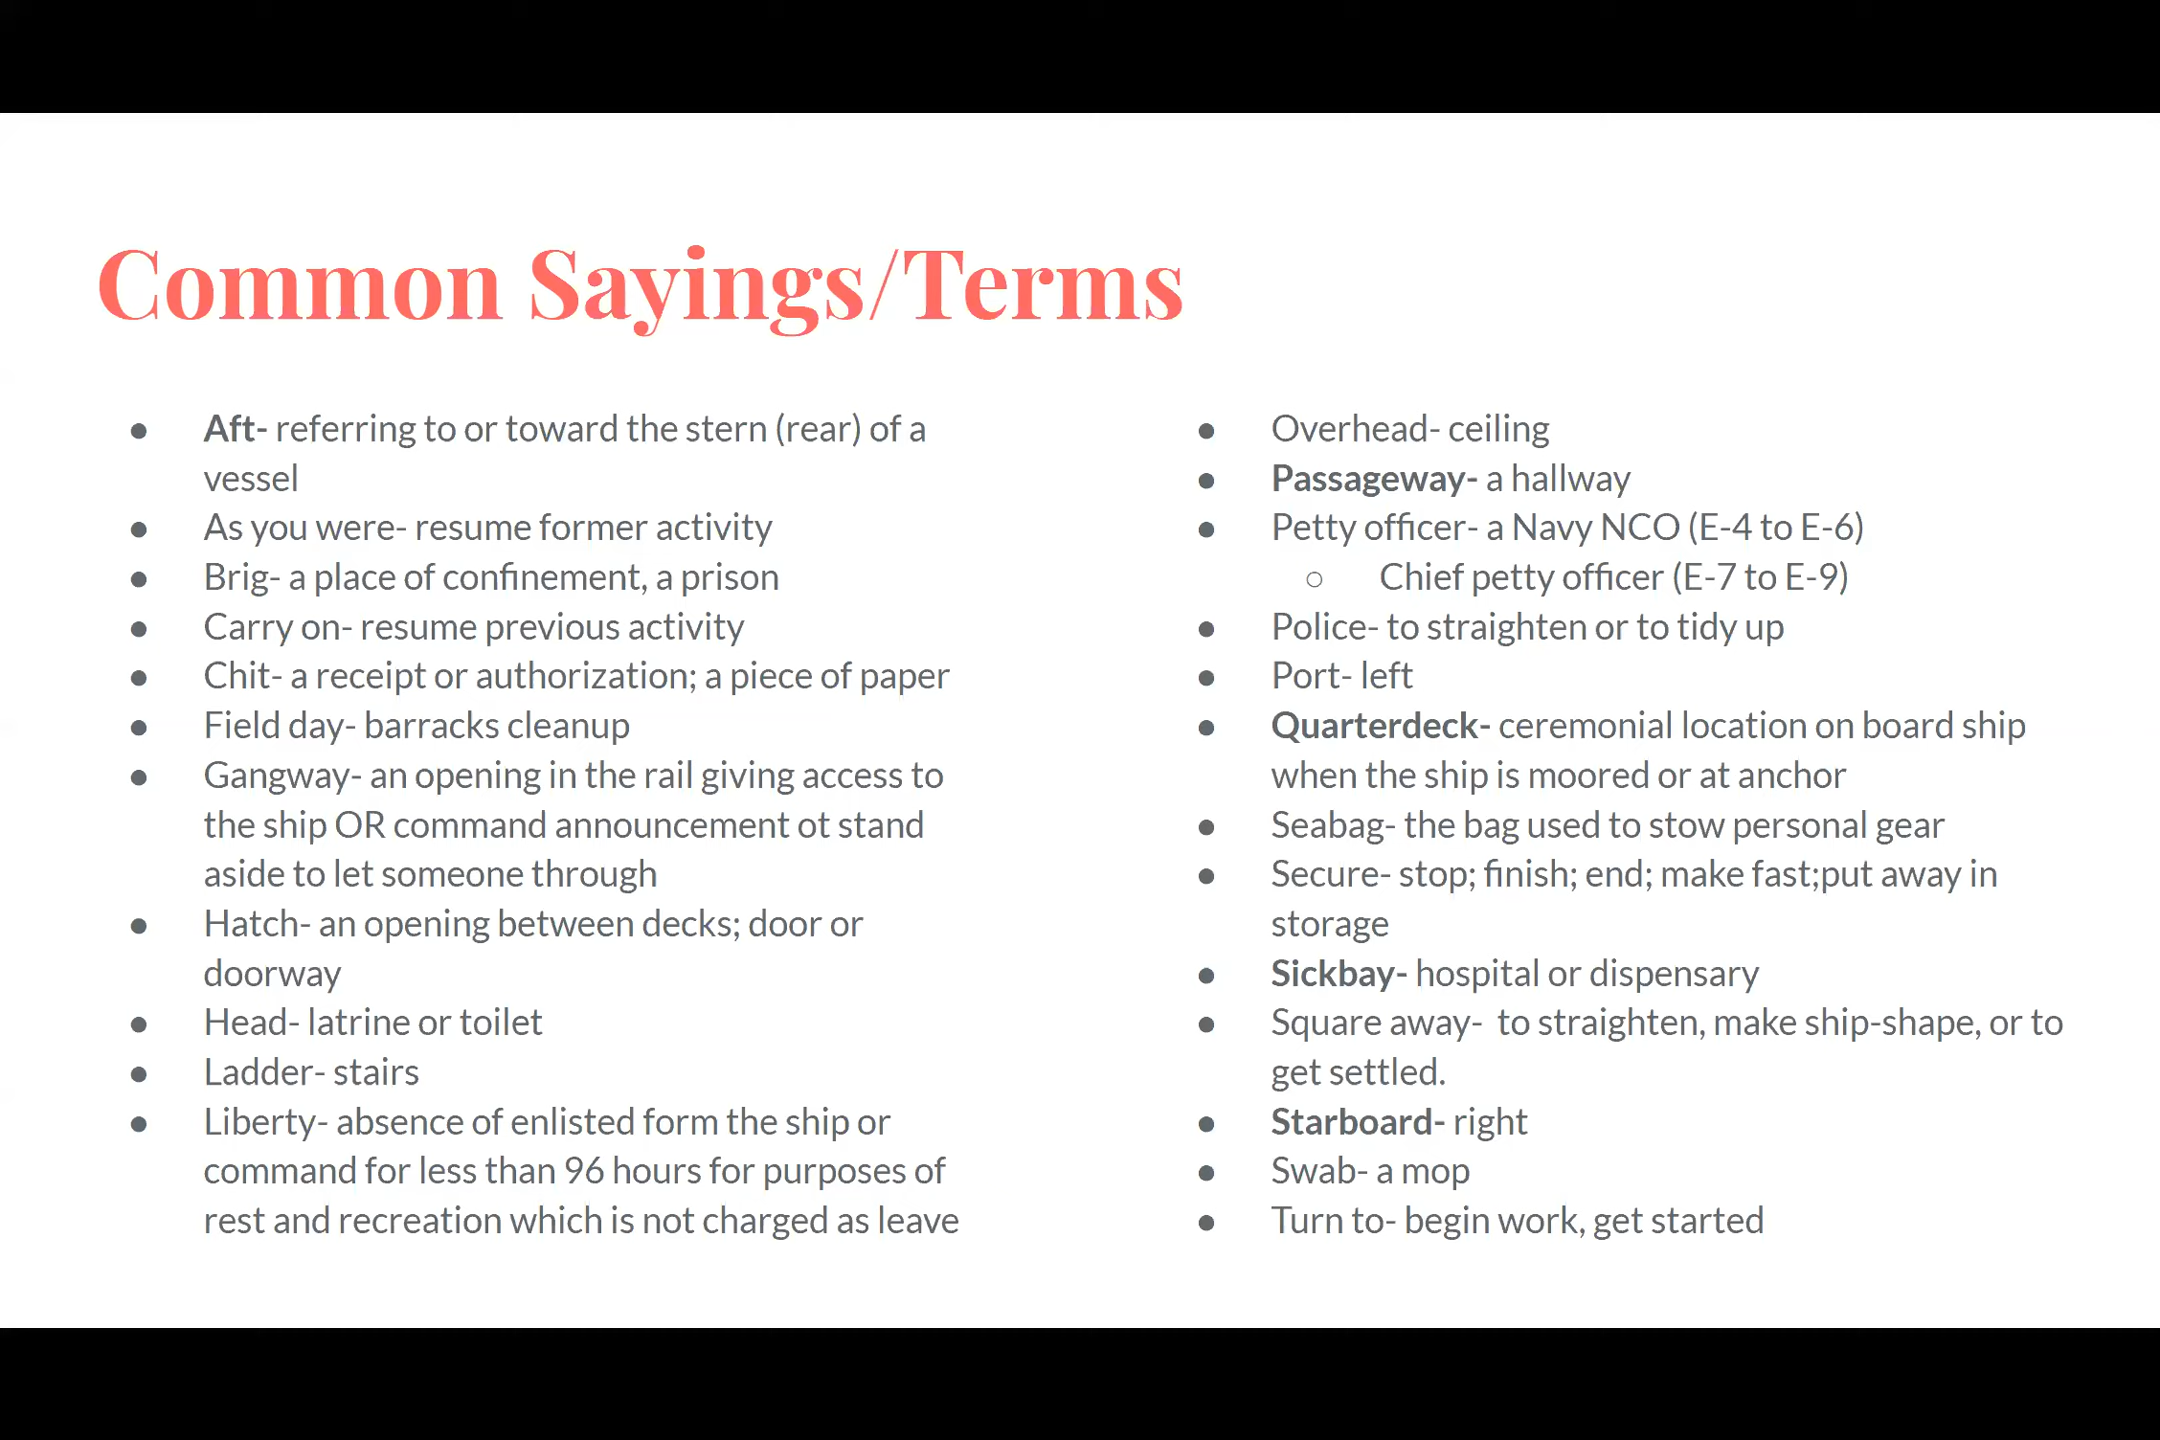 Common Sayings/Terms
● Aft- referring to or toward the stern (rear) of a
vessel
● As you were- resume former activity
● Brig- a place of confinement, a prison
● Carry on- resume previous activity
● Chit- a receipt or authorization; a piece of paper
● Field day- barracks cleanup
● Gangway- an opening in the rail giving access to
the ship OR command announcement ot stand
aside to let someone through
● Hatch- an opening between decks; door or
doorway
● Head- latrine or toilet
● Ladder- stairs
● Liberty- absence of enlisted form the ship or
command for less than 96 hours for purposes of
rest and recreation which is not charged as leave
● Overhead- ceiling
● Passageway- a hallway
● Petty officer- a Navy NCO (E-4 to E-6)
○ Chief petty officer (E-7 to E-9)
● Police- to straighten or to tidy up
● Port- left
● Quarterdeck- ceremonial location on board ship
when the ship is moored or at anchor
● Seabag- the bag used to stow personal gear
● Secure- stop; finish; end; make fast;put away in
storage
● Sickbay- hospital or dispensary
● Square away-  to straighten, make ship-shape, or to
get settled.
● Starboard- right
● Swab- a mop
● Turn to- begin work, get started